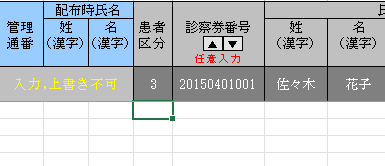 配布時氏名
管理
通番
姓
(漢字)
名
(漢字)
患者
区分
診察券番号
▲ ▼
任意入力
姓
(漢字)
名
(漢字)
入力,上書き不可
3
20150401001
佐々木
花子